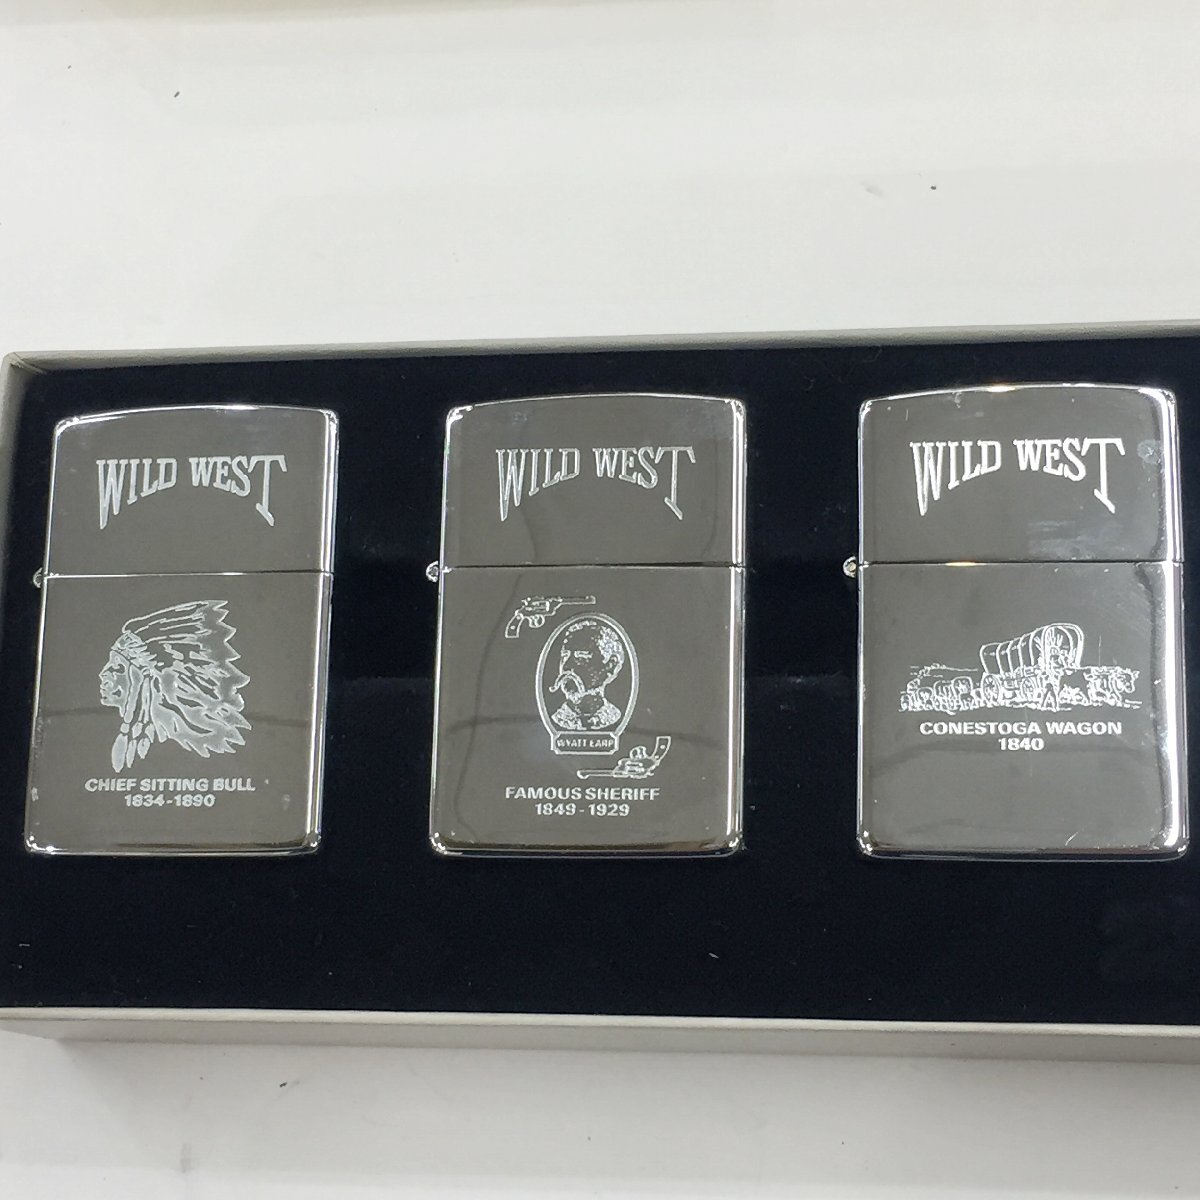 WILD WEST
CHIEF SITTING BULL
1834-1890
WILD WEST
WYATT EARP
FAMOUS SHERIFF
1849-1929
WILD WEST
CONESTOGA WAGON
1840